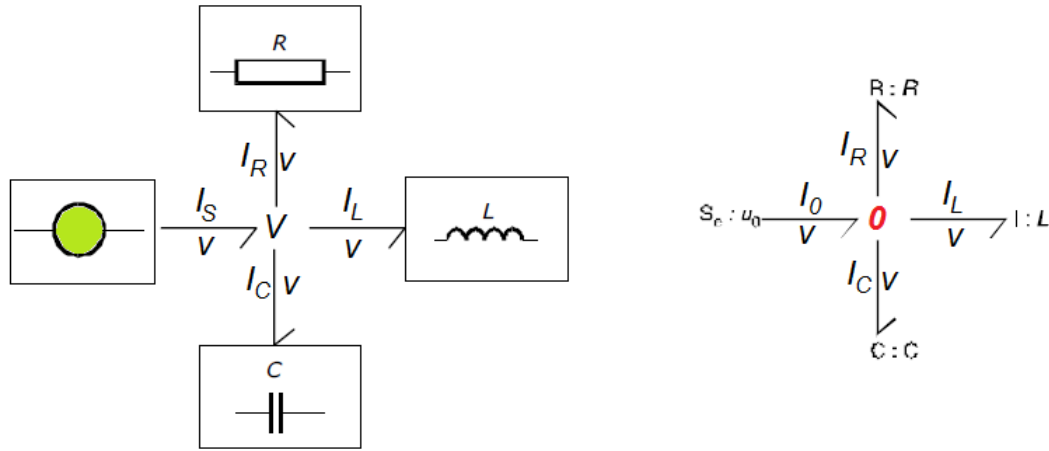 R
I_R V
I_S V
V
I_L V
L
I_C V
C
R : R
I_R V
S_e : u_0
I_0 V
0
I_L V
I : L
I_C V
C : C